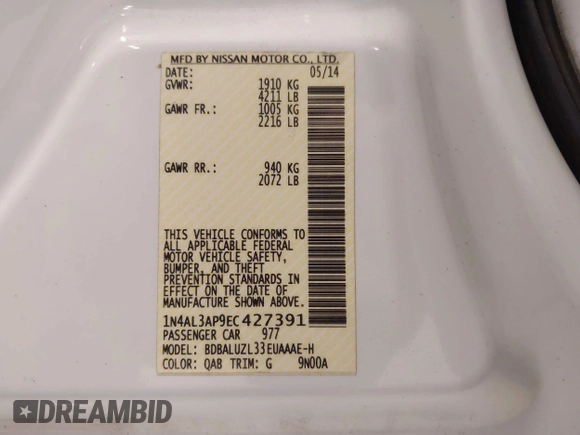 MFD BY NISSAN MOTOR CO., LTD.
DATE: 05/14
GVWR: 1910 KG
4211 LB
GAWR FR.: 1005 KG
2216 LB
GAWR RR.: 940 KG
2072 LB
THIS VEHICLE CONFORMS TO
ALL APPLICABLE FEDERAL
MOTOR VEHICLE SAFETY,
BUMPER, AND THEFT
PREVENTION STANDARDS IN
EFFECT ON THE DATE OF
MANUFACTURE SHOWN ABOVE.
1N4AL3AP9EC427391
PASSENGER CAR 977
MODEL: BDBALUZL33EUAAAE-H
COLOR: QAB TRIM: G 9N00A
DREAMBID